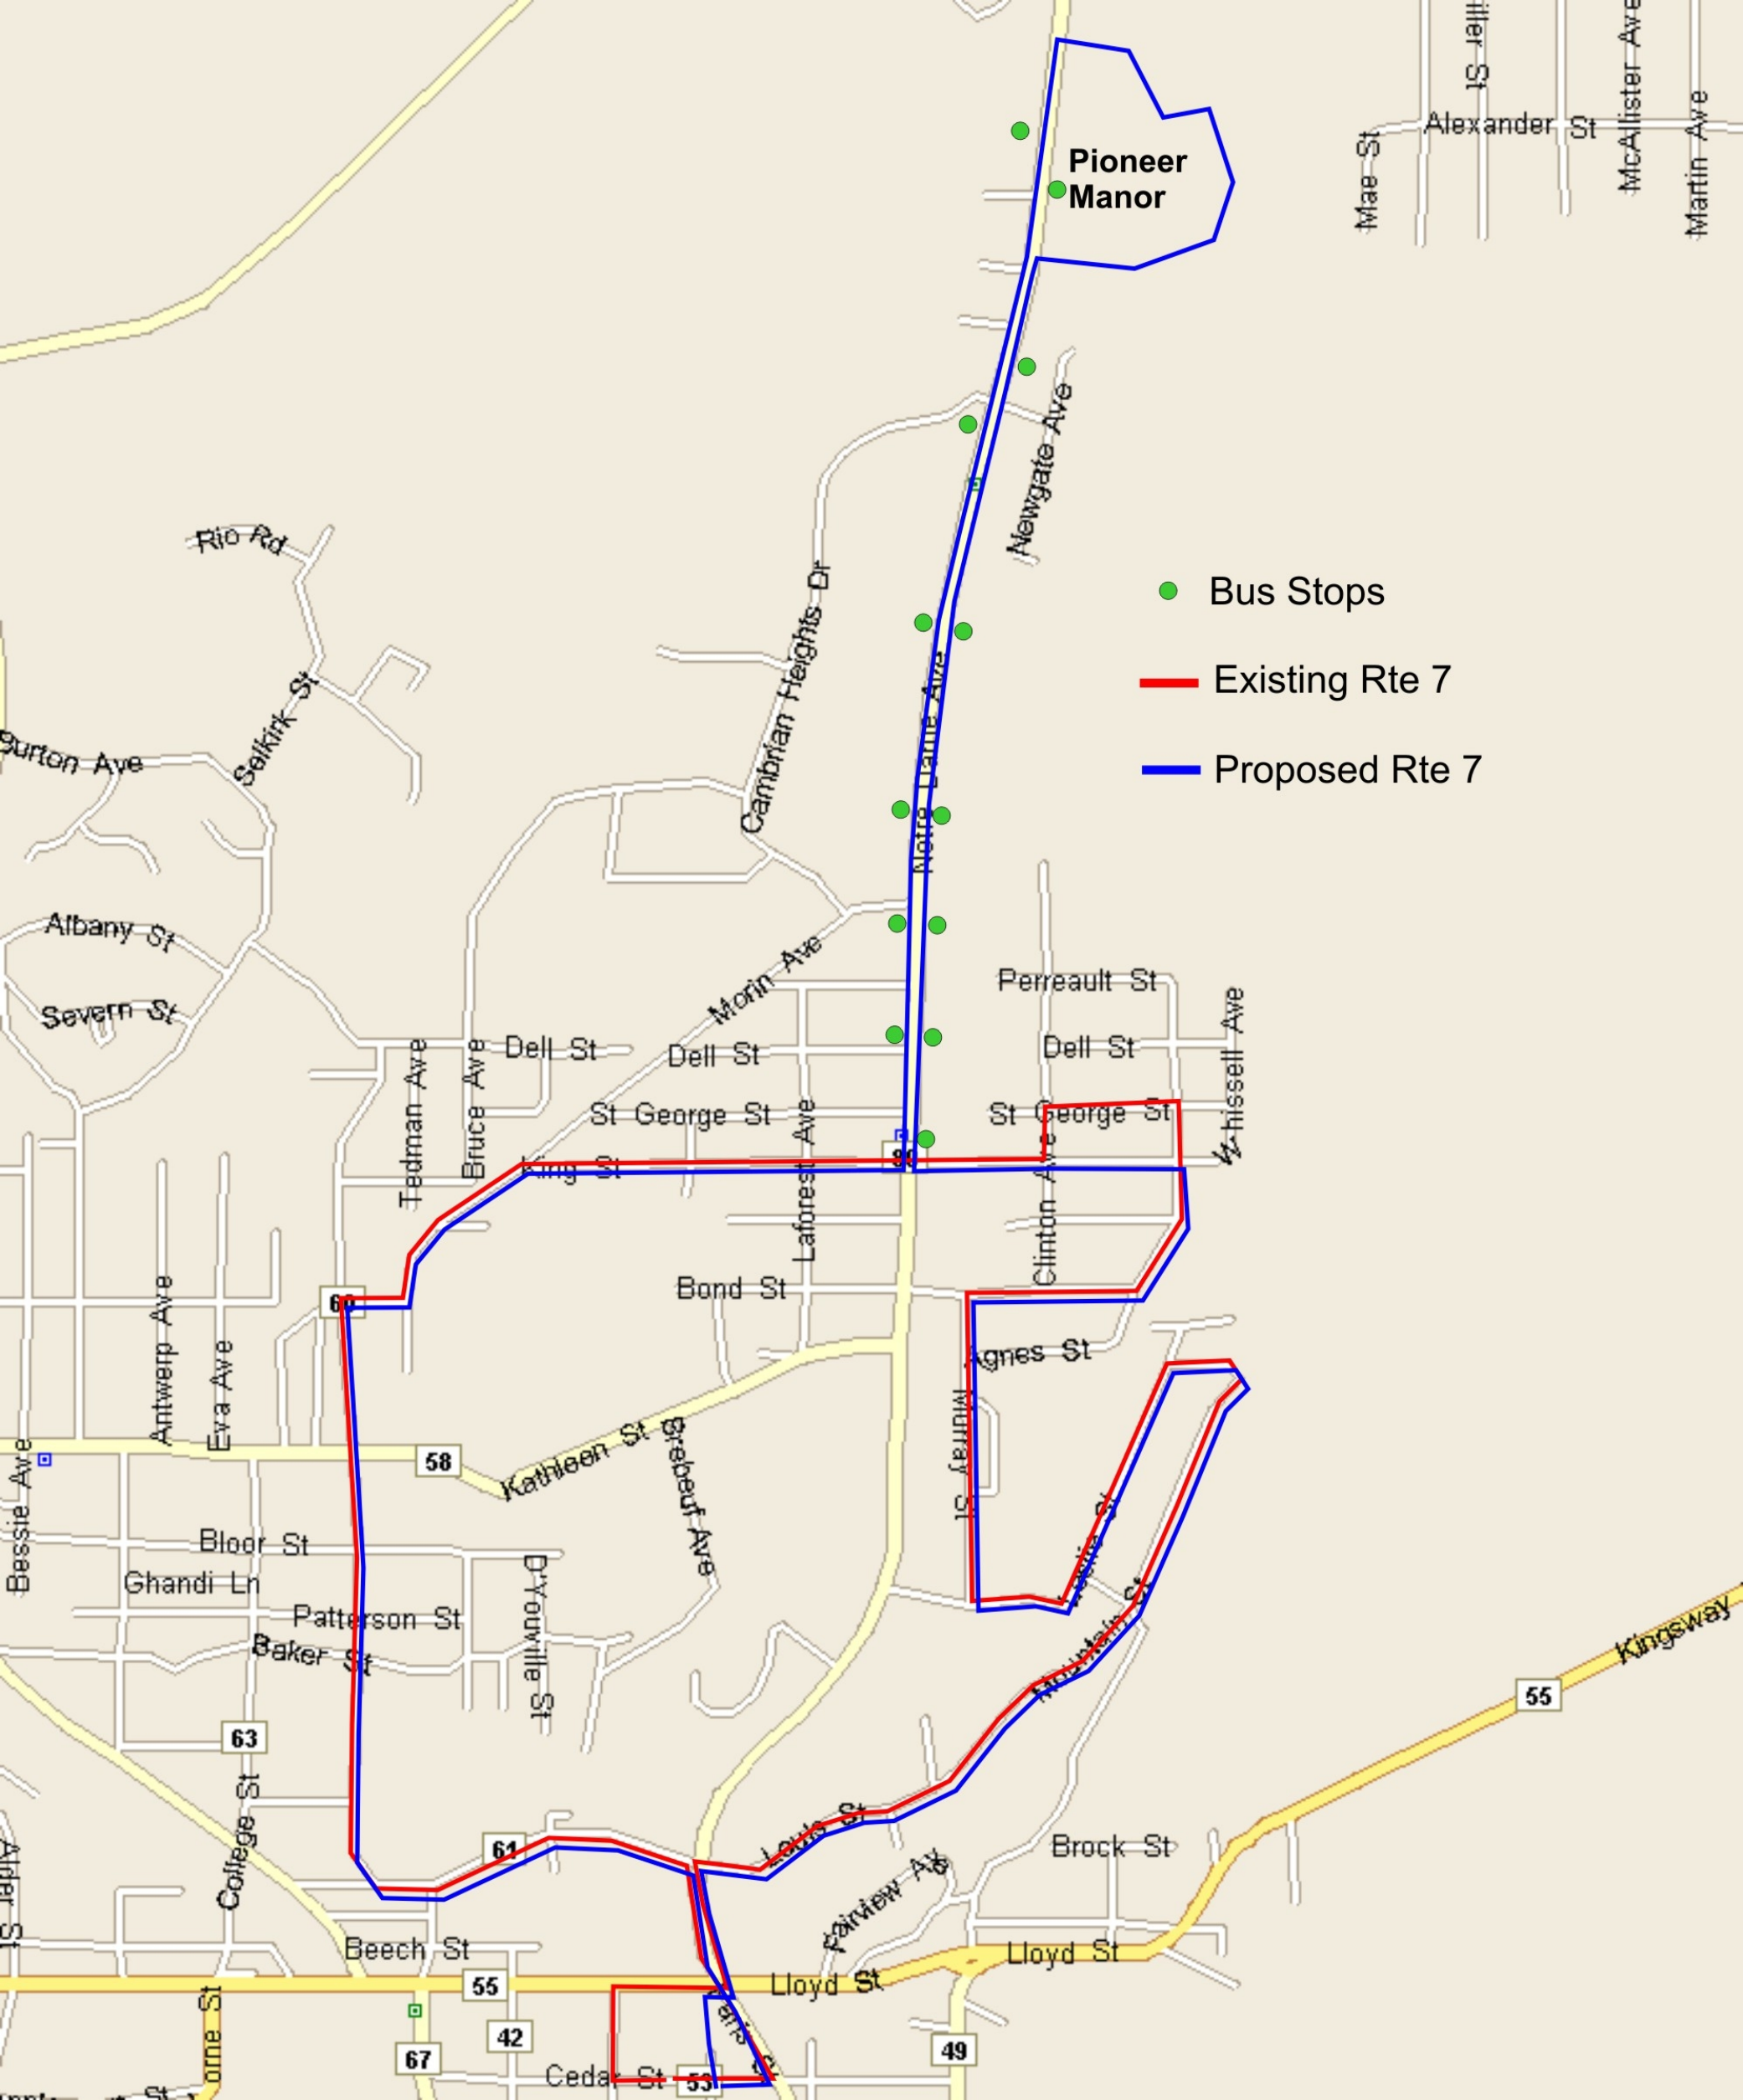 Alexander St
McAllister Ave
Martin Ave
Mae St
Pioneer
Manor
Newgate Ave
Rio Rd
Bus Stops
Existing Rte 7
Proposed Rte 7
Cambrian Heights Dr
Selkirk St
Burton Ave
Notre Dame Ave
Albany St
Morin Ave
Perreault St
Severn St
Whissell Ave
Dell St
Dell St
Dell St
Tedman Ave
Bruce Ave
St George St
St George St
Laforest Ave
Clinton Ave
King St
Bond St
Antwerp Ave
Eva Ave
Agnes St
Murray St
Kathleen St
58
Brebeuf Ave
Bessie Ave
Bloor St
Ghandi Ln
D'Youville St
Patterson St
Baker St
Mountain St
Kingsway
55
63
College St
Louis St
61
Brock St
Alder St
Fairview Av
Beech St
Lloyd St
55
Lloyd St
42
67
49
Cedar St
53